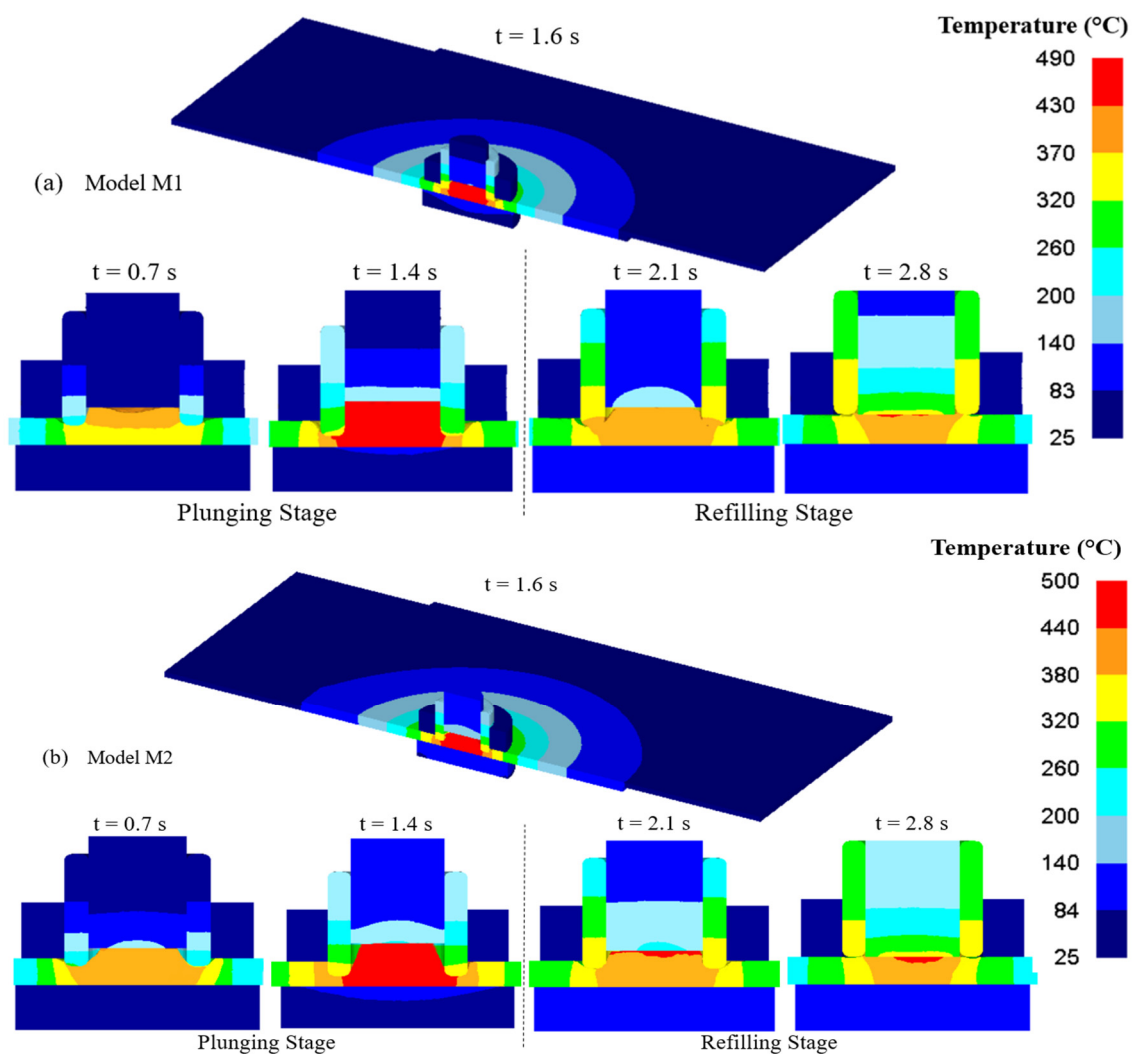 Temperature (°C)
t = 1.6 s
490
430
370
320
260
200
140
83
25
(a) Model M1
t = 0.7 s
t = 1.4 s
t = 2.1 s
t = 2.8 s
Plunging Stage
Refilling Stage
Temperature (°C)
t = 1.6 s
500
440
380
320
260
200
140
84
25
(b) Model M2
t = 0.7 s
t = 1.4 s
t = 2.1 s
t = 2.8 s
Plunging Stage
Refilling Stage